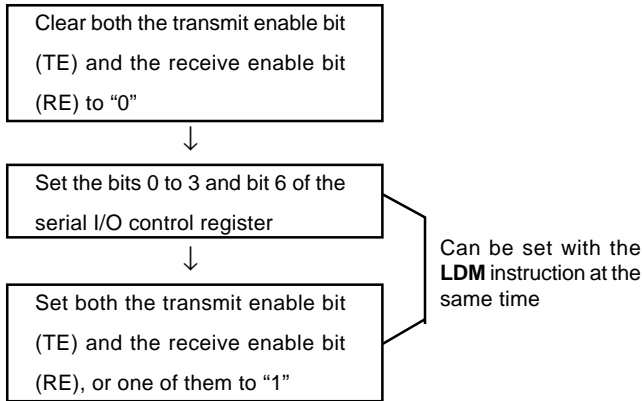 Clear both the transmit enable bit
(TE) and the receive enable bit
(RE) to “0”
↓
Set the bits 0 to 3 and bit 6 of the
serial I/O control register
↓
Set both the transmit enable bit
(TE) and the receive enable bit
(RE), or one of them to “1”
Can be set with the
LDM instruction at the
same time